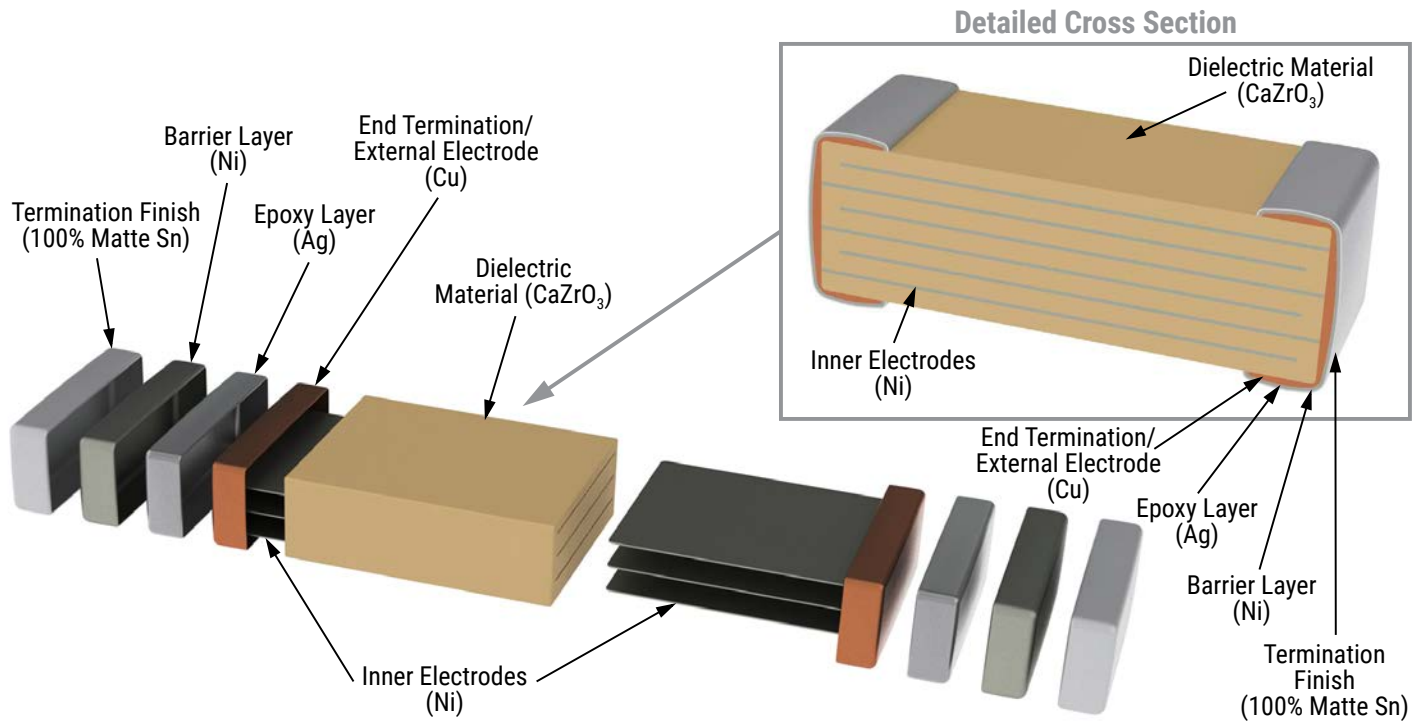 Detailed Cross Section
Dielectric Material
(CaZrO₃)
Inner Electrodes
(Ni)
End Termination/
External Electrode
(Cu)
Epoxy Layer
(Ag)
Barrier Layer
(Ni)
Termination
Finish
(100% Matte Sn)
Termination Finish
(100% Matte Sn)
Barrier Layer
(Ni)
Epoxy Layer
(Ag)
End Termination/
External Electrode
(Cu)
Dielectric
Material (CaZrO₃)
Inner Electrodes
(Ni)